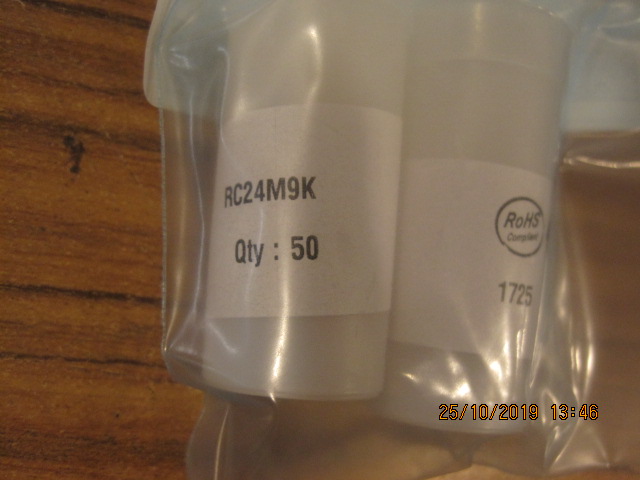 RC24M9K
Qty : 50
RoHS
Compliant
1725
25/10/2019 13:46